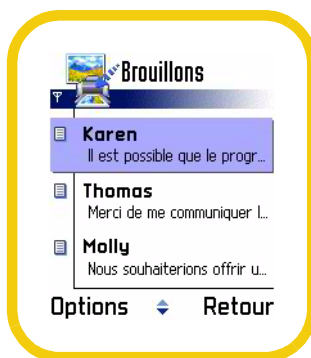 Brouillons
Karen
Il est possible que le progr...
Thomas
Merci de me communiquer l...
Molly
Nous souhaiterions offrir u...
Options Retour